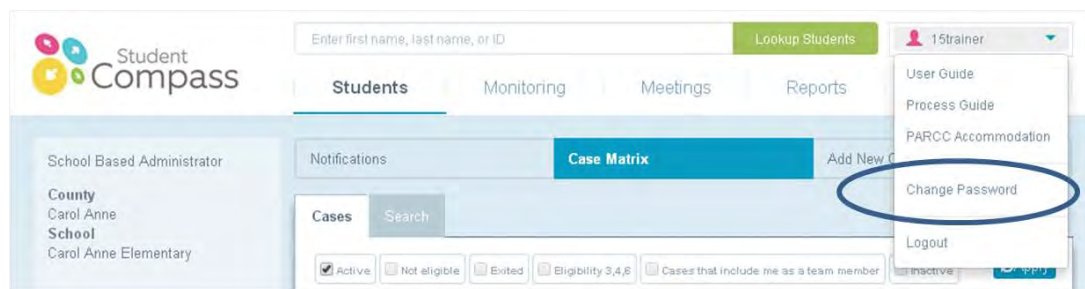 Student
Compass
Enter first name, last name, or ID
Lookup Students
15trainer
Students
Monitoring
Meetings
Reports
User Guide
Process Guide
PARCC Accommodation
Change Password
Logout
School Based Administrator
County
Carol Anne
School
Carol Anne Elementary
Notifications
Case Matrix
Add New
Cases
Search
Active
Not eligible
Exited
Eligibility 3,4,6
Cases that include me as a team member
Inactive